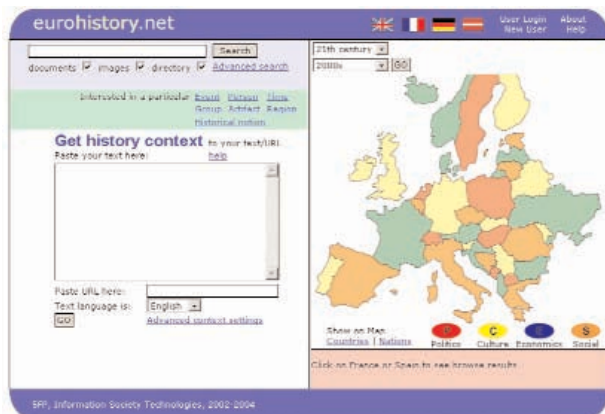 eurohistory.net
User Login About
New User Help
Search
documents images directory Advanced search
Interested in a particular Event Person Time
Group Artifact Region
Historical notion
Get history context to your text/URL
Paste your text here: help
Paste URL here:
Text language is: English
GO Advanced context settings
21th century
2000s GO
Show on Map
Countries | Nations
P C E S
Politics Culture Economics Social
Click on France or Spain to see browse results
SFP, Information Society Technologies, 2002-2004